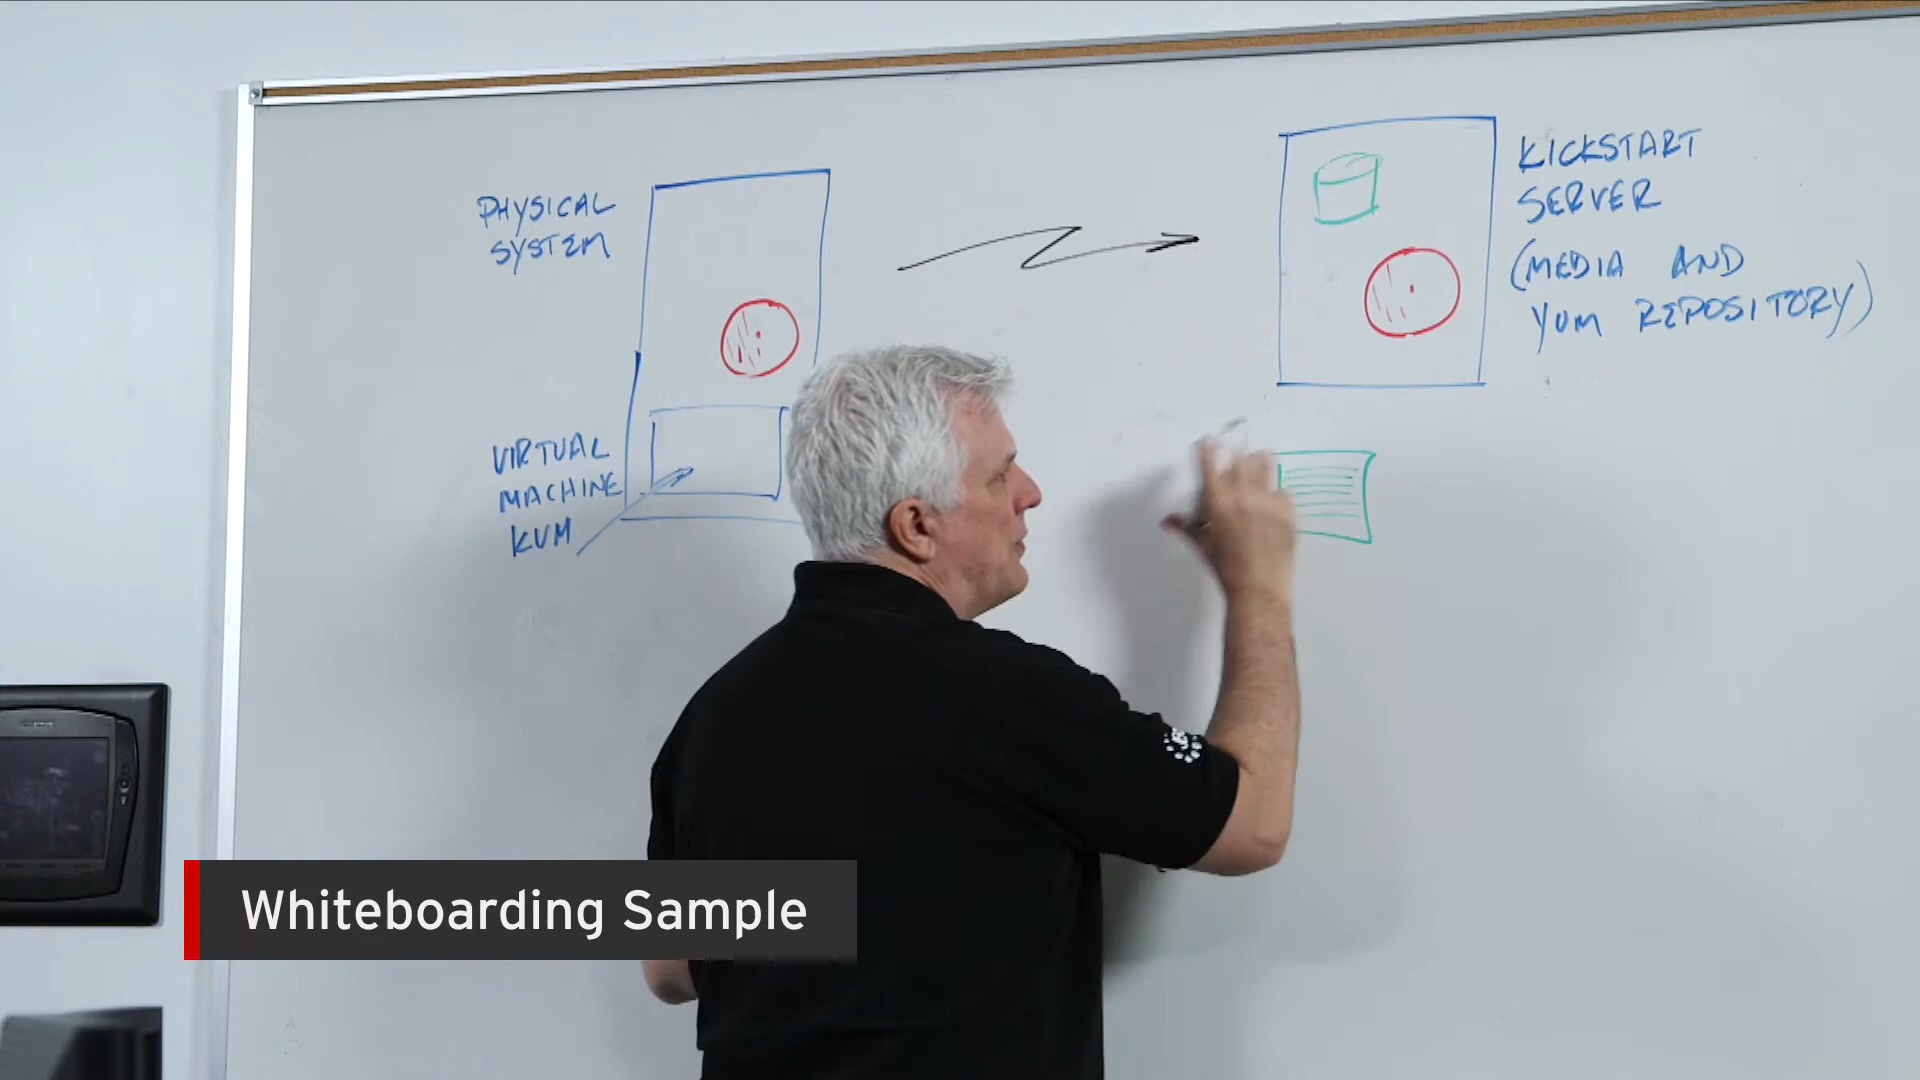 PHYSICAL
SYSTEM
VIRTUAL
MACHINE
KVM
KICKSTART
SERVER
(MEDIA AND
YUM REPOSITORY)
Whiteboarding Sample